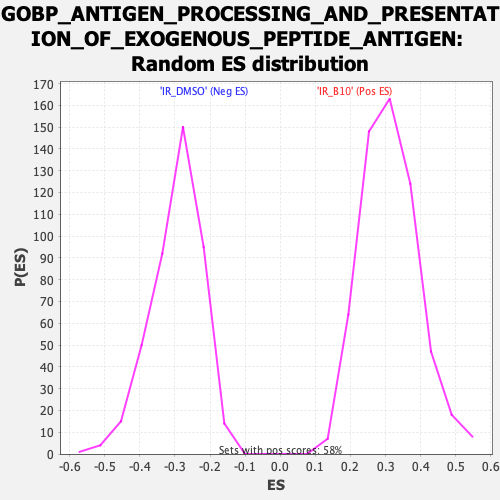 GOBP_ANTIGEN_PROCESSING_AND_PRESENTAT
ION_OF_EXOGENOUS_PEPTIDE_ANTIGEN:
Random ES distribution
'IR_DMSO' (Neg ES) 'IR_B10' (Pos ES)
170
160
150
140
130
120
110
100
90
80
70
60
50
40
30
20
10
0
P(ES)
Sets with pos scores: 58%
-0.6 -0.5 -0.4 -0.3 -0.2 -0.1 0.0 0.1 0.2 0.3 0.4 0.5 0.6
ES